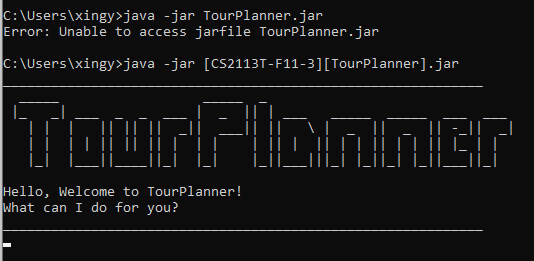 C:\Users\xingy>java -jar TourPlanner.jar
Error: Unable to access jarfile TourPlanner.jar
C:\Users\xingy>java -jar [CS2113T-F11-3][TourPlanner].jar
TourPlanner
Hello, Welcome to TourPlanner!
What can I do for you?